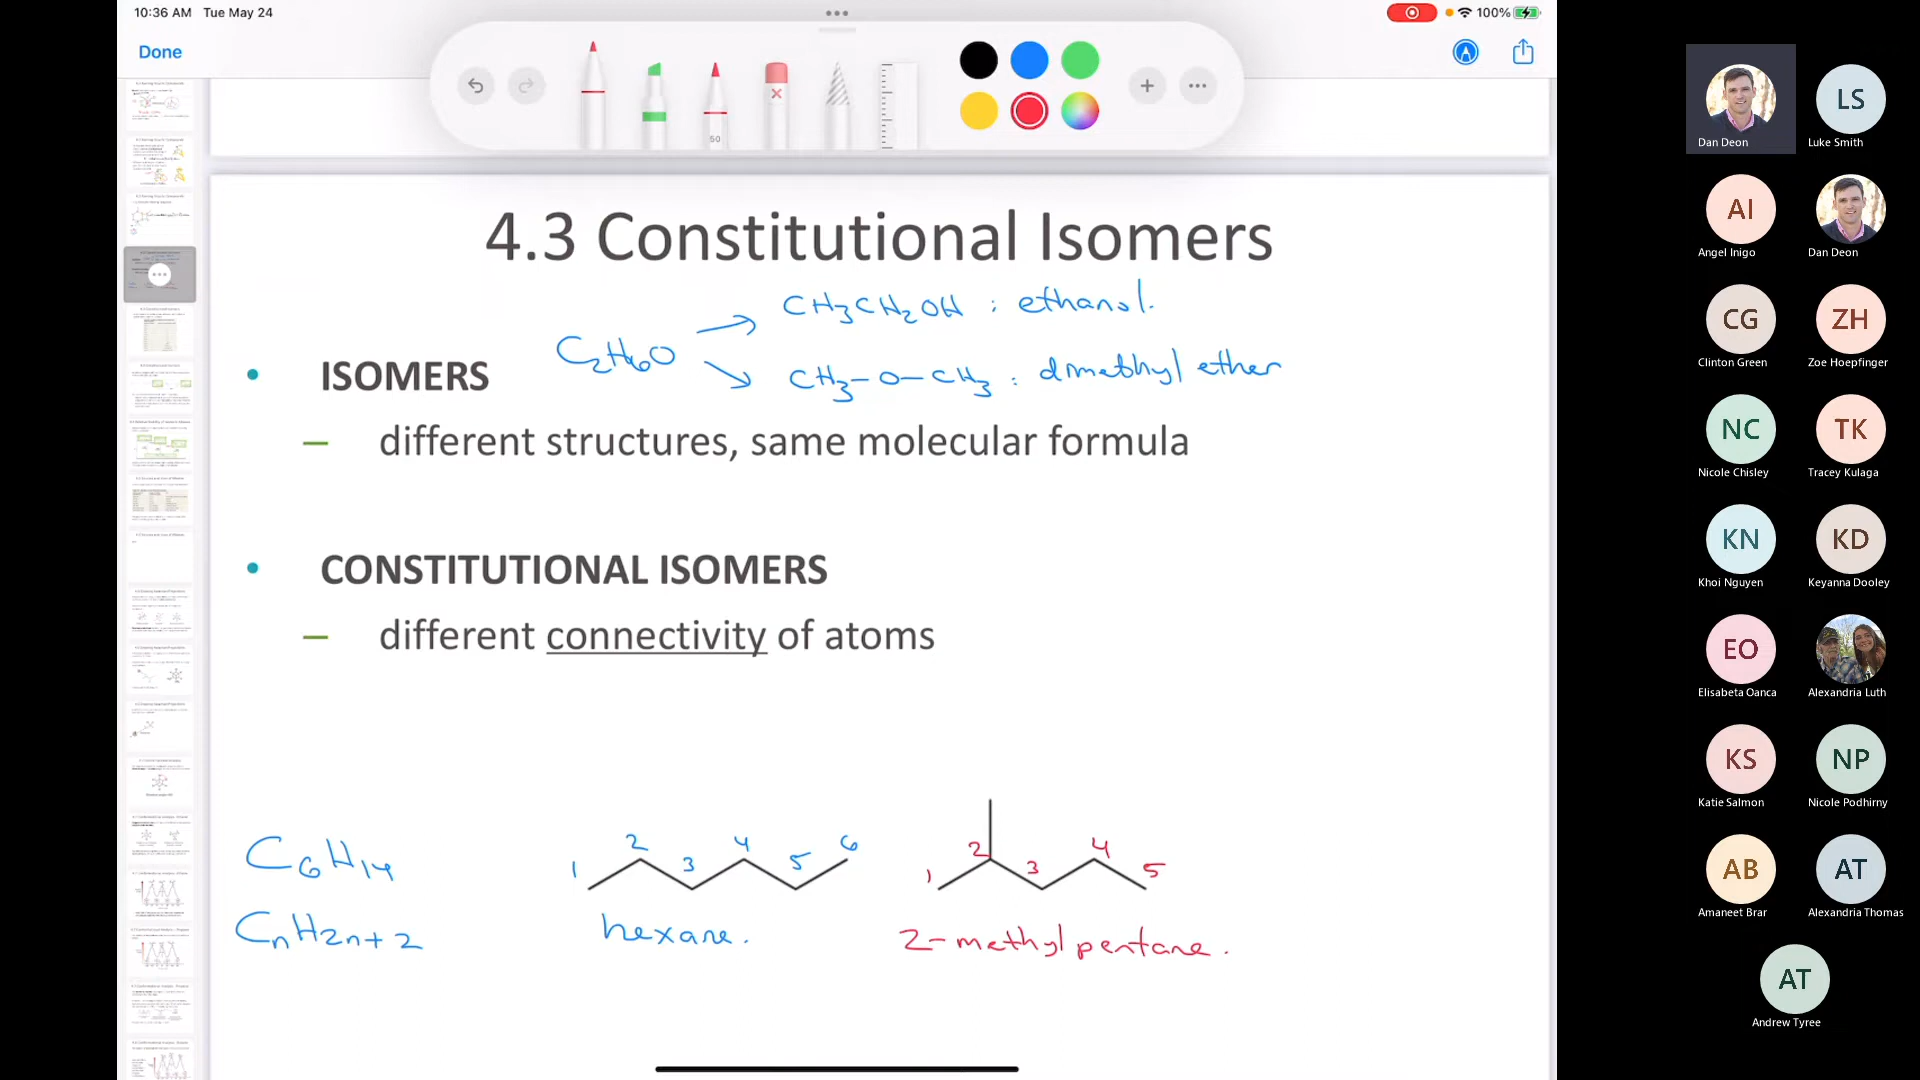 10:36 AM Tue May 24
100%
Done
50
4.3 Constitutional Isomers
CH3CH2OH : ethanol.
C2H6O
CH3-O-CH3 : dimethyl ether
• ISOMERS
– different structures, same molecular formula
• CONSTITUTIONAL ISOMERS
– different connectivity of atoms
C6H14
1 2 3 4 5 6
1 2 3 4 5
CnH2n+2
hexane.
2-methylpentane.
Dan Deon
LS
Luke Smith
AI
Angel Inigo
Dan Deon
CG
Clinton Green
ZH
Zoe Hoepfinger
NC
Nicole Chisley
TK
Tracey Kulaga
KN
Khoi Nguyen
KD
Keyanna Dooley
EO
Elisabeta Oanca
Alexandria Luth
KS
Katie Salmon
NP
Nicole Podhirny
AB
Amaneet Brar
AT
Alexandria Thomas
AT
Andrew Tyree